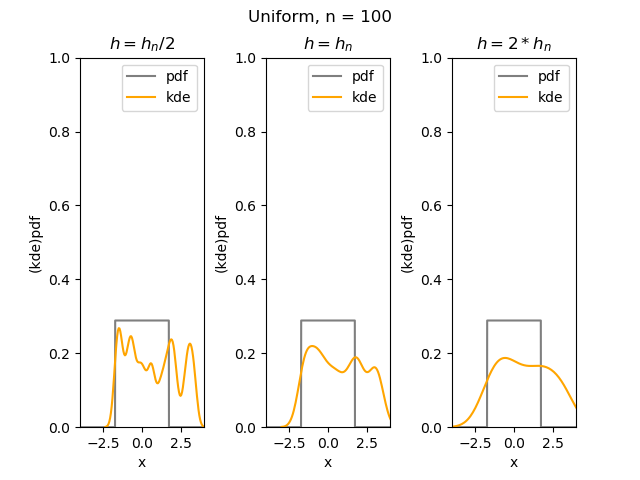 Uniform, n = 100
h = hₙ/2
h = hₙ
h = 2 * hₙ
pdf
kde
pdf
kde
pdf
kde
1.0
0.8
0.6
0.4
0.2
0.0
(kde)pdf
−2.5 0.0 2.5
x
1.0
0.8
0.6
0.4
0.2
0.0
(kde)pdf
−2.5 0.0 2.5
x
1.0
0.8
0.6
0.4
0.2
0.0
(kde)pdf
−2.5 0.0 2.5
x